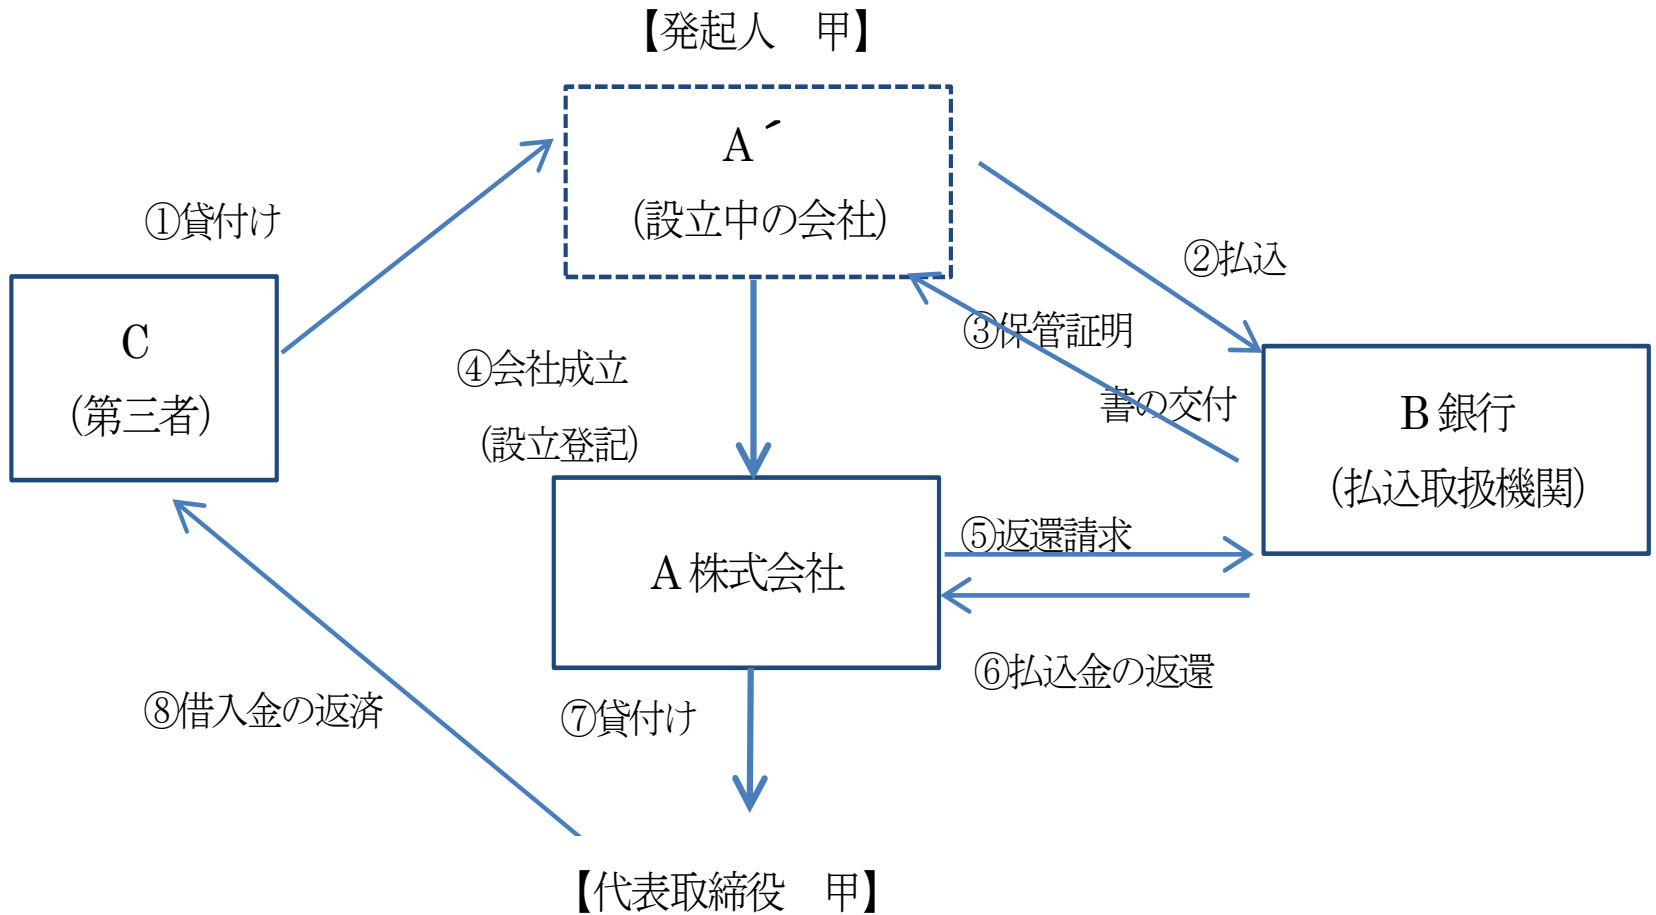 【発起人　甲】
A´
(設立中の会社)
①貸付け
②払込
C
(第三者)
③保管証明
書の交付
④会社成立
(設立登記)
B 銀行
(払込取扱機関)
A 株式会社
⑤返還請求
⑥払込金の返還
⑦貸付け
⑧借入金の返済
【代表取締役　甲】